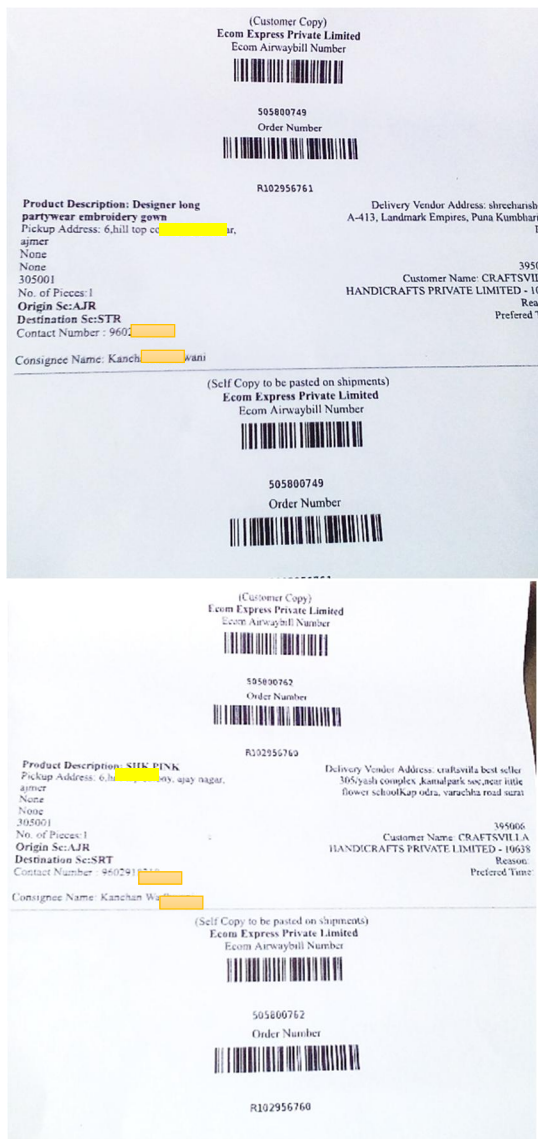 (Customer Copy)
Ecom Express Private Limited
Ecom Airwaybill Number
505800749
Order Number
R102956761
Product Description: Designer long
partywear embroidery gown
Pickup Address: 6,hill top
ajmer
None
None
305001
No. of Pieces:1
Origin Sc:AJR
Destination Sc:STR
Contact Number : 960
Consignee Name: Kanch wani
Delivery Vendor Address:
A-413, Landmark Empires, Puna
395
Customer Name:
HANDICRAFTS PRIVATE LIMITED -
Rea
Prefered
(Self Copy to be pasted on shipments)
Ecom Express Private Limited
Ecom Airwaybill Number
505800749
Order Number
(Customer Copy)
Ecom Express Private Limited
Ecom Airwaybill Number
505800762
Order Number
R102956760
Product Description: SILK PINK
Pickup Address: ajay nagar,
ajmer
None
None
305001
No. of Pieces:1
Origin Sc:AJR
Destination Sc:SRT
Contact Number :
Consignee Name: Kanchan
Delivery Vendor Address: craftsvilla best seller
305/yash complex ,kamalpark soc,near little
flower schoolKap odra, varachha road surat
395006
Customer Name: CRAFTSVILLA
HANDICRAFTS PRIVATE LIMITED - 10638
Reason:
Prefered Time:
(Self Copy to be pasted on shipments)
Ecom Express Private Limited
Ecom Airwaybill Number
505800762
Order Number
R102956760